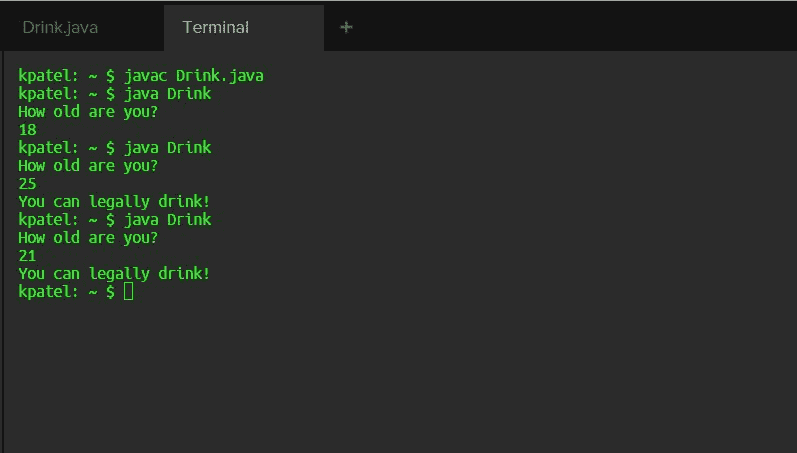 Drink.java Terminal +
kpatel: ~ $ javac Drink.java
kpatel: ~ $ java Drink
How old are you?
18
kpatel: ~ $ java Drink
How old are you?
25
You can legally drink!
kpatel: ~ $ java Drink
How old are you?
21
You can legally drink!
kpatel: ~ $